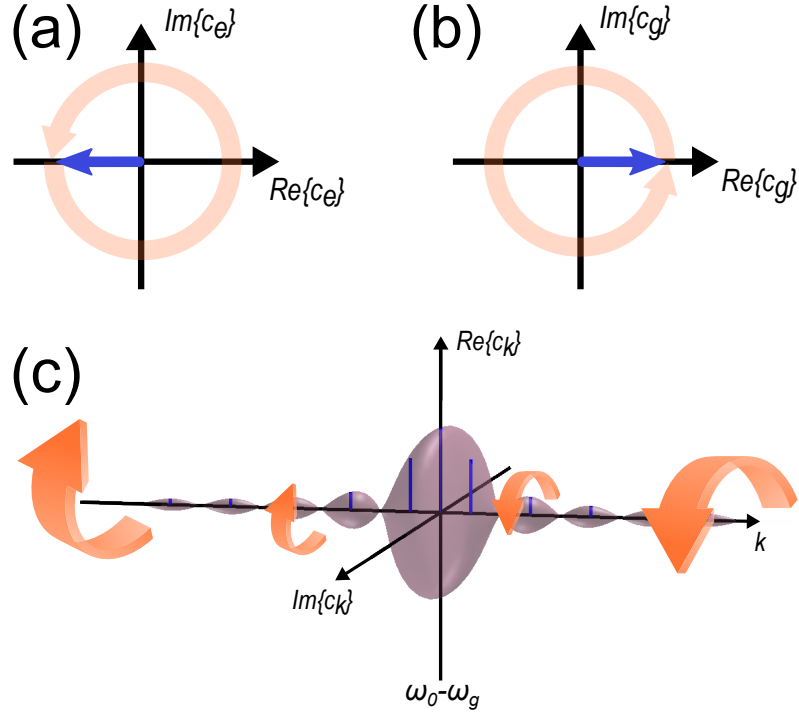 (a)
Im{ce}
Re{ce}
(b)
Im{cg}
Re{cg}
(c)
Re{ck}
k
Im{ck}
ω0-ωg